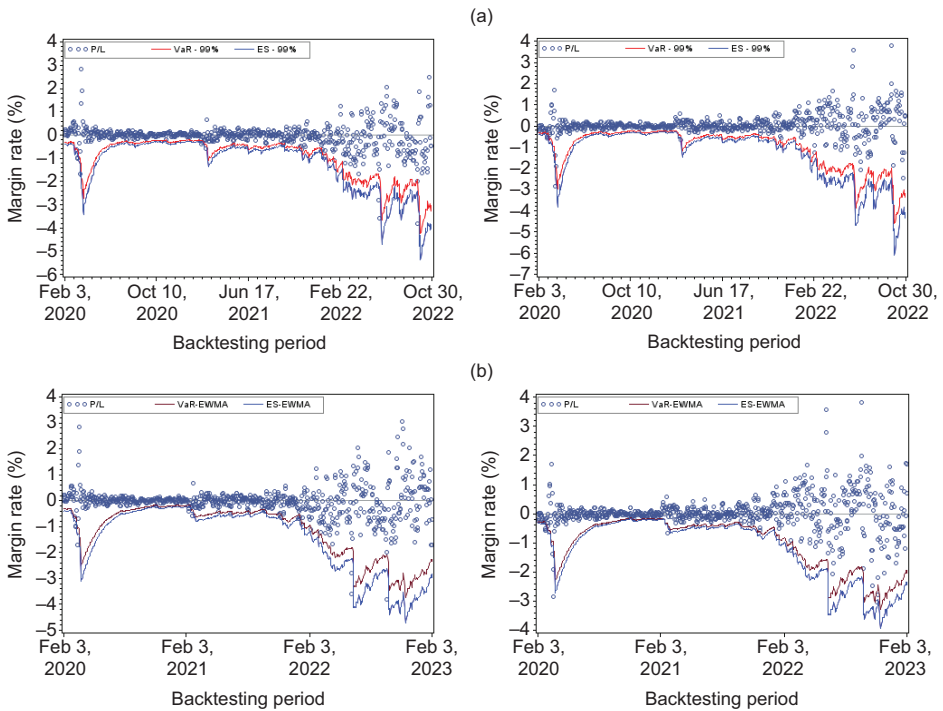 (a)
P/L VaR - 99% ES - 99%
4
3
2
1
0
–1
–2
–3
–4
–5
–6
Margin rate (%)
Feb 3, 2020
Oct 10, 2020
Jun 17, 2021
Feb 22, 2022
Oct 30, 2022
Backtesting period
P/L VaR - 99% ES - 99%
4
3
2
1
0
–1
–2
–3
–4
–5
–6
–7
Margin rate (%)
Feb 3, 2020
Oct 10, 2020
Jun 17, 2021
Feb 22, 2022
Oct 30, 2022
Backtesting period
(b)
P/L VaR-EWMA ES-EWMA
4
3
2
1
0
–1
–2
–3
–4
–5
Margin rate (%)
Feb 3, 2020
Feb 3, 2021
Feb 3, 2022
Feb 3, 2023
Backtesting period
P/L VaR-EWMA ES-EWMA
4
3
2
1
0
–1
–2
–3
–4
Margin rate (%)
Feb 3, 2020
Feb 3, 2021
Feb 3, 2022
Feb 3, 2023
Backtesting period